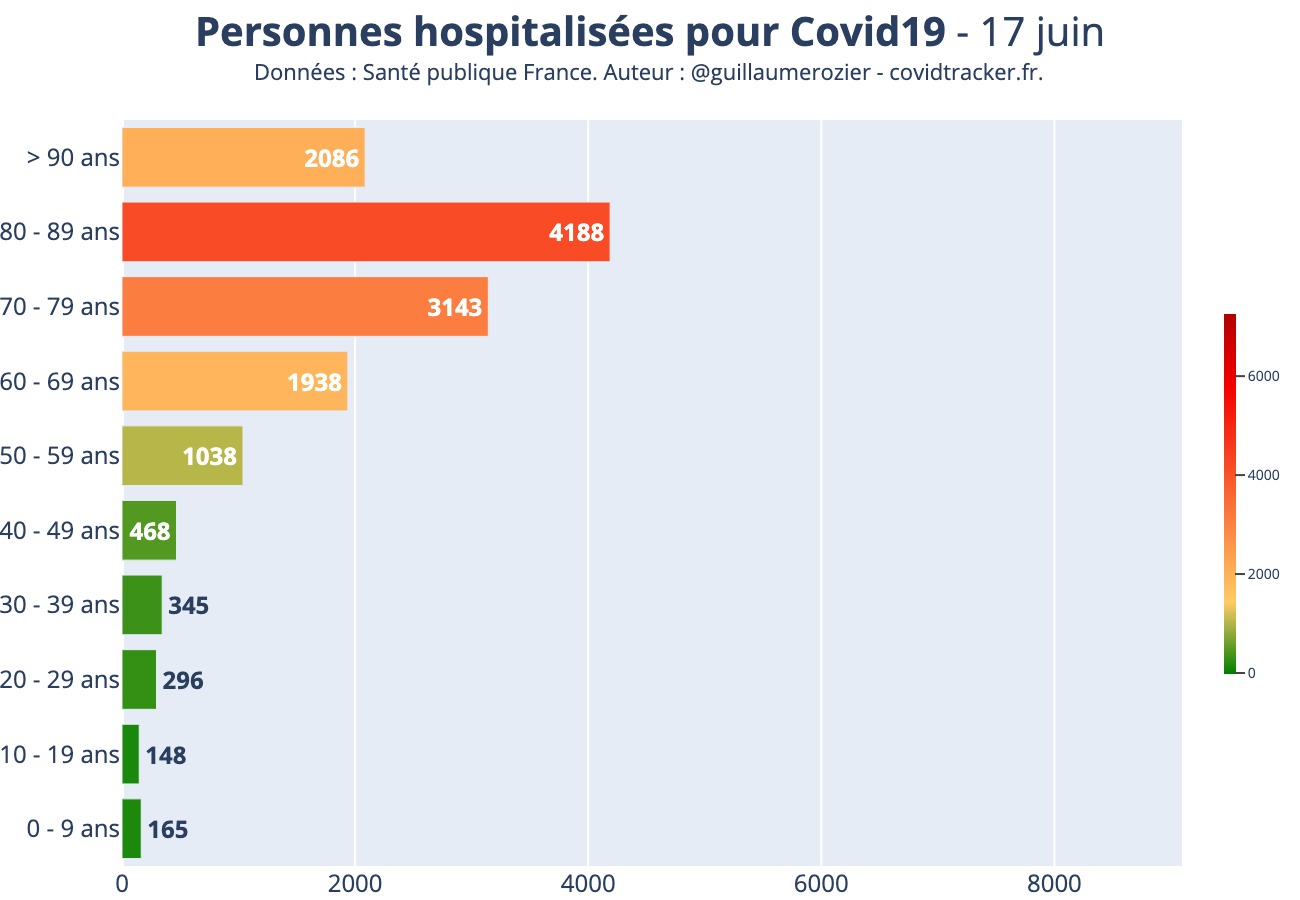 Personnes hospitalisées pour Covid19 - 17 juin
Données : Santé publique France. Auteur : @guillaumerozier - covidtracker.fr.
> 90 ans 2086
80 - 89 ans 4188
70 - 79 ans 3143
60 - 69 ans 1938
50 - 59 ans 1038
40 - 49 ans 468
30 - 39 ans 345
20 - 29 ans 296
10 - 19 ans 148
0 - 9 ans 165
0 2000 4000 6000 8000
6000
4000
2000
0